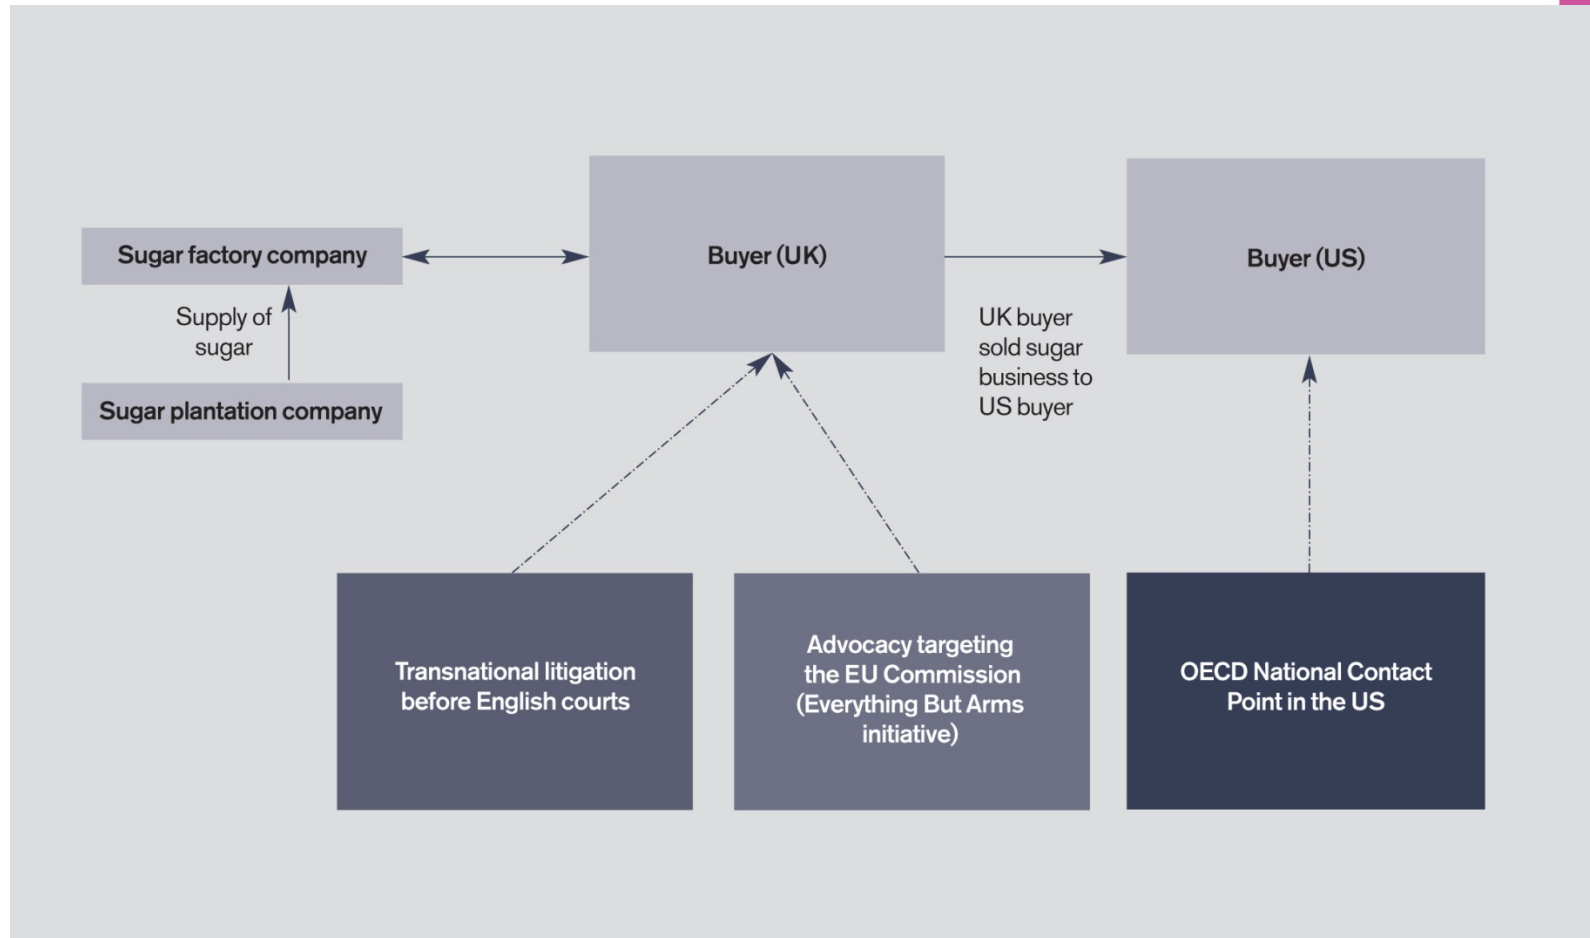 Sugar factory company
Supply of
sugar
Sugar plantation company
Buyer (UK)
UK buyer
sold sugar
business to
US buyer
Buyer (US)
Transnational litigation
before English courts
Advocacy targeting
the EU Commission
(Everything But Arms
initiative)
OECD National Contact
Point in the US